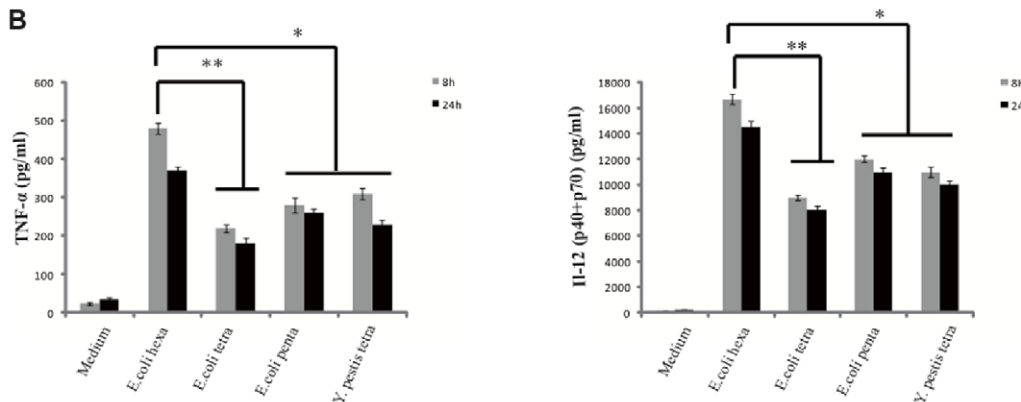 B
*
**
600
500
400
300
200
100
0
TNF-α (pg/ml)
8h
24h
Medium
E.coli hexa
E.coli tetra
E.coli penta
Y. pestis tetra
*
**
18000
16000
14000
12000
10000
8000
6000
4000
2000
0
Il-12 (p40+p70) (pg/ml)
8h
24
Medium
E.coli hexa
E.coli tetra
E.coli penta
Y. pestis tetra